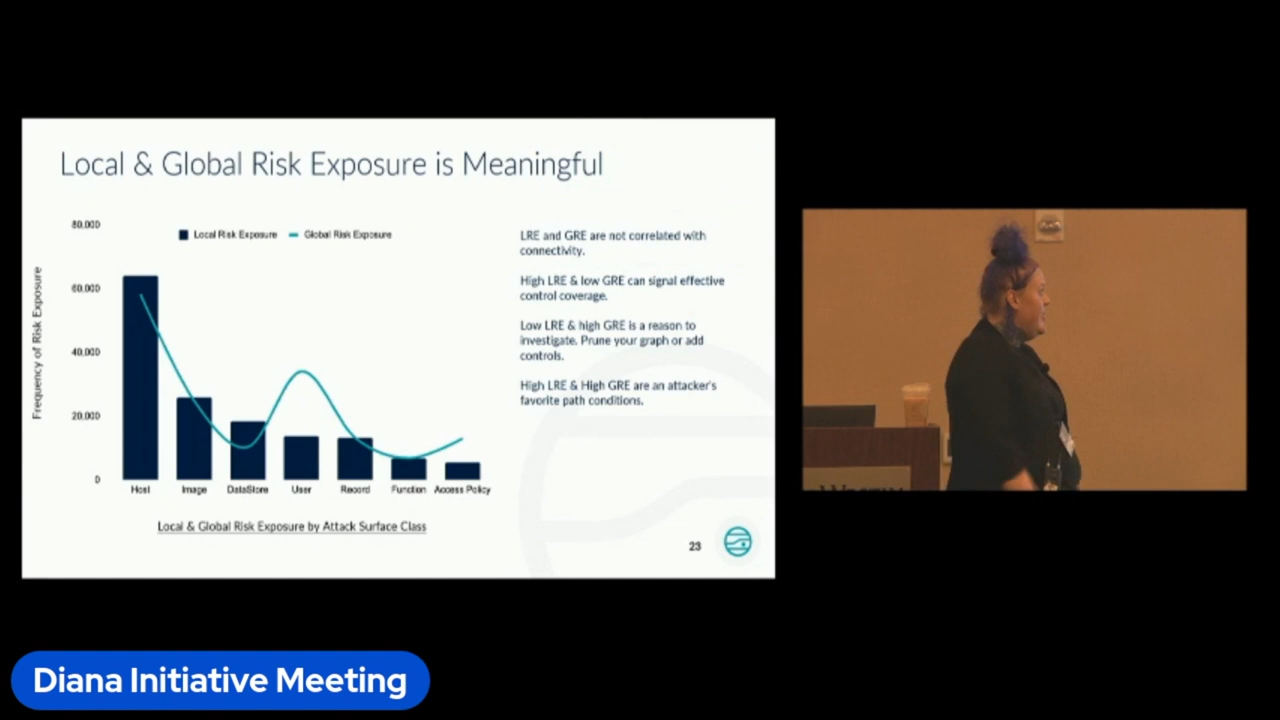 Local & Global Risk Exposure is Meaningful
80,000
60,000
40,000
20,000
0
Frequency of Risk Exposure
Local Risk Exposure
Global Risk Exposure
Host
Image
DataStore
User
Record
Function
Access Policy
Local & Global Risk Exposure by Attack Surface Class
LRE and GRE are not correlated with
connectivity.
High LRE & low GRE can signal effective
control coverage.
Low LRE & high GRE is a reason to
investigate. Prune your graph or add
controls.
High LRE & High GRE are an attacker's
favorite path conditions.
23
Diana Initiative Meeting